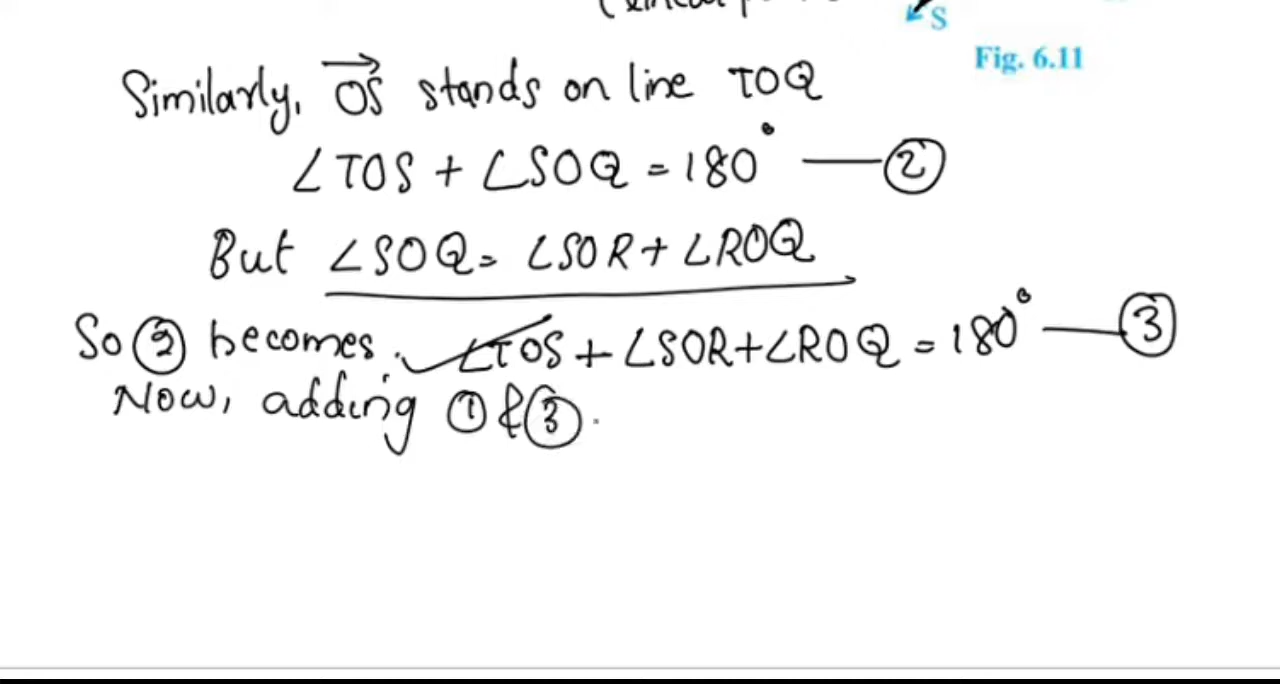 S
Fig. 6.11
Similarly, $\overrightarrow{OS}$ stands on line TOQ
∠TOS + ∠SOQ = 180° — ②
But ∠SOQ = ∠SOR + ∠ROQ
So ② becomes. ∠TOS + ∠SOR + ∠ROQ = 180° — ③
Now, adding ① & ③.